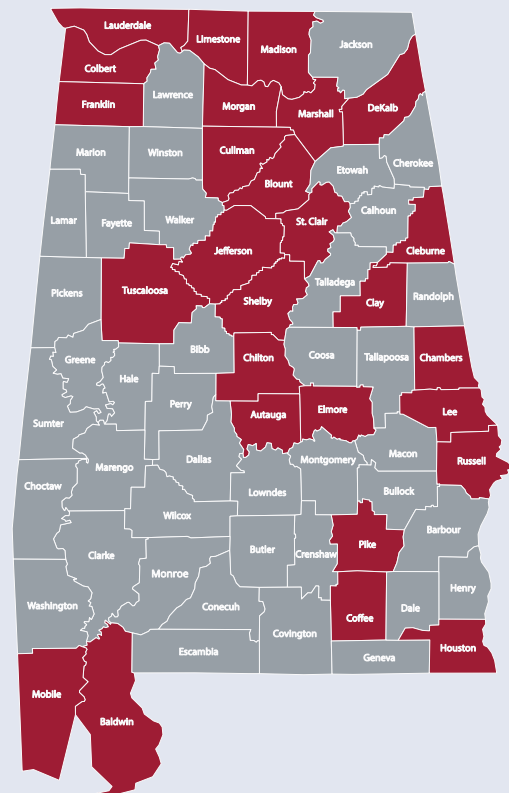 Lauderdale
Limestone
Madison
Jackson
Colbert
Lawrence
Franklin
Morgan
Marshall
DeKalb
Marion
Winston
Cullman
Blount
Etowah
Cherokee
Lamar
Fayette
Walker
Jefferson
St. Clair
Calhoun
Cleburne
Pickens
Tuscaloosa
Shelby
Talladega
Clay
Randolph
Greene
Hale
Bibb
Chilton
Coosa
Tallapoosa
Chambers
Sumter
Perry
Autauga
Elmore
Lee
Choctaw
Marengo
Dallas
Lowndes
Montgomery
Macon
Russell
Bullock
Clarke
Wilcox
Butler
Crenshaw
Pike
Barbour
Washington
Monroe
Conecuh
Covington
Coffee
Dale
Henry
Escambia
Geneva
Houston
Mobile
Baldwin